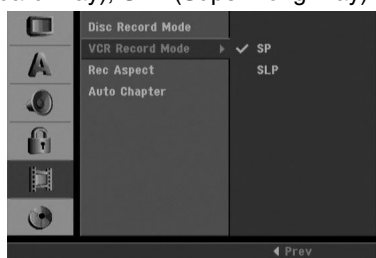 Disc Record Mode
VCR Record Mode SP
Rec Aspect SLP
Auto Chapter
A
Prev